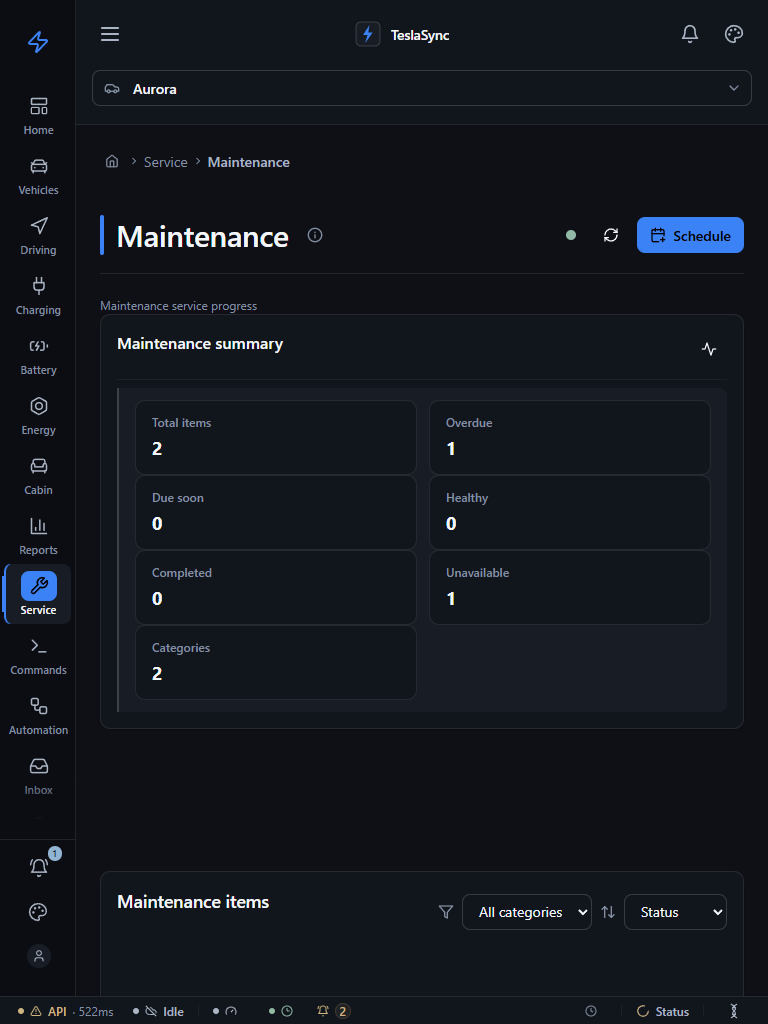 TeslaSync
Aurora
Home
Vehicles
Driving
Charging
Battery
Energy
Cabin
Reports
Service
Commands
Automation
Inbox
1
Service
Maintenance
Maintenance
Schedule
Maintenance service progress
Maintenance summary
Total items
2
Overdue
1
Due soon
0
Healthy
0
Completed
0
Unavailable
1
Categories
2
Maintenance items
All categories
Status
API · 522ms
Idle
2
Status